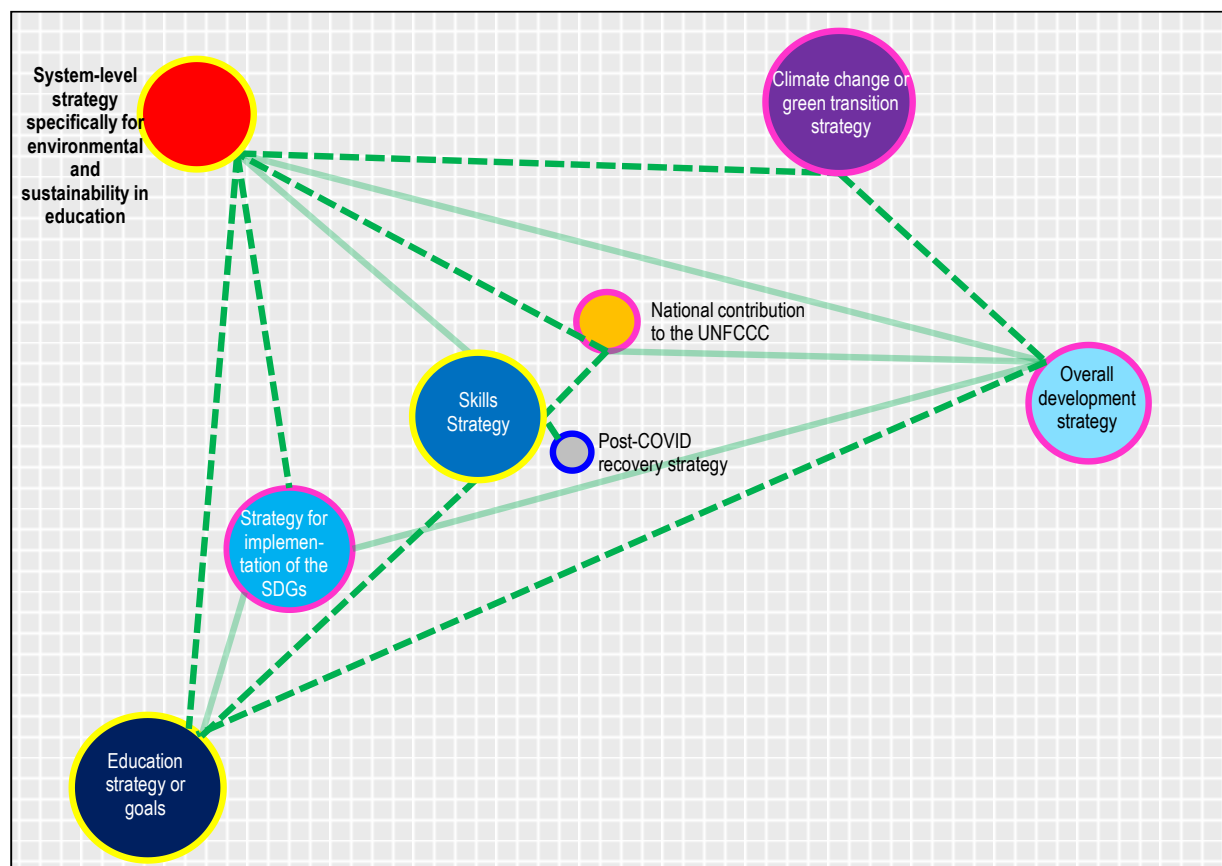 System-level
strategy
specifically for
environmental
and
sustainability in
education
Climate change or
green transition
strategy
National contribution
to the UNFCCC
Overall
development
strategy
Skills
Strategy
Post-COVID
recovery strategy
Strategy for
implemen-
tation of the
SDGs
Education
strategy or
goals